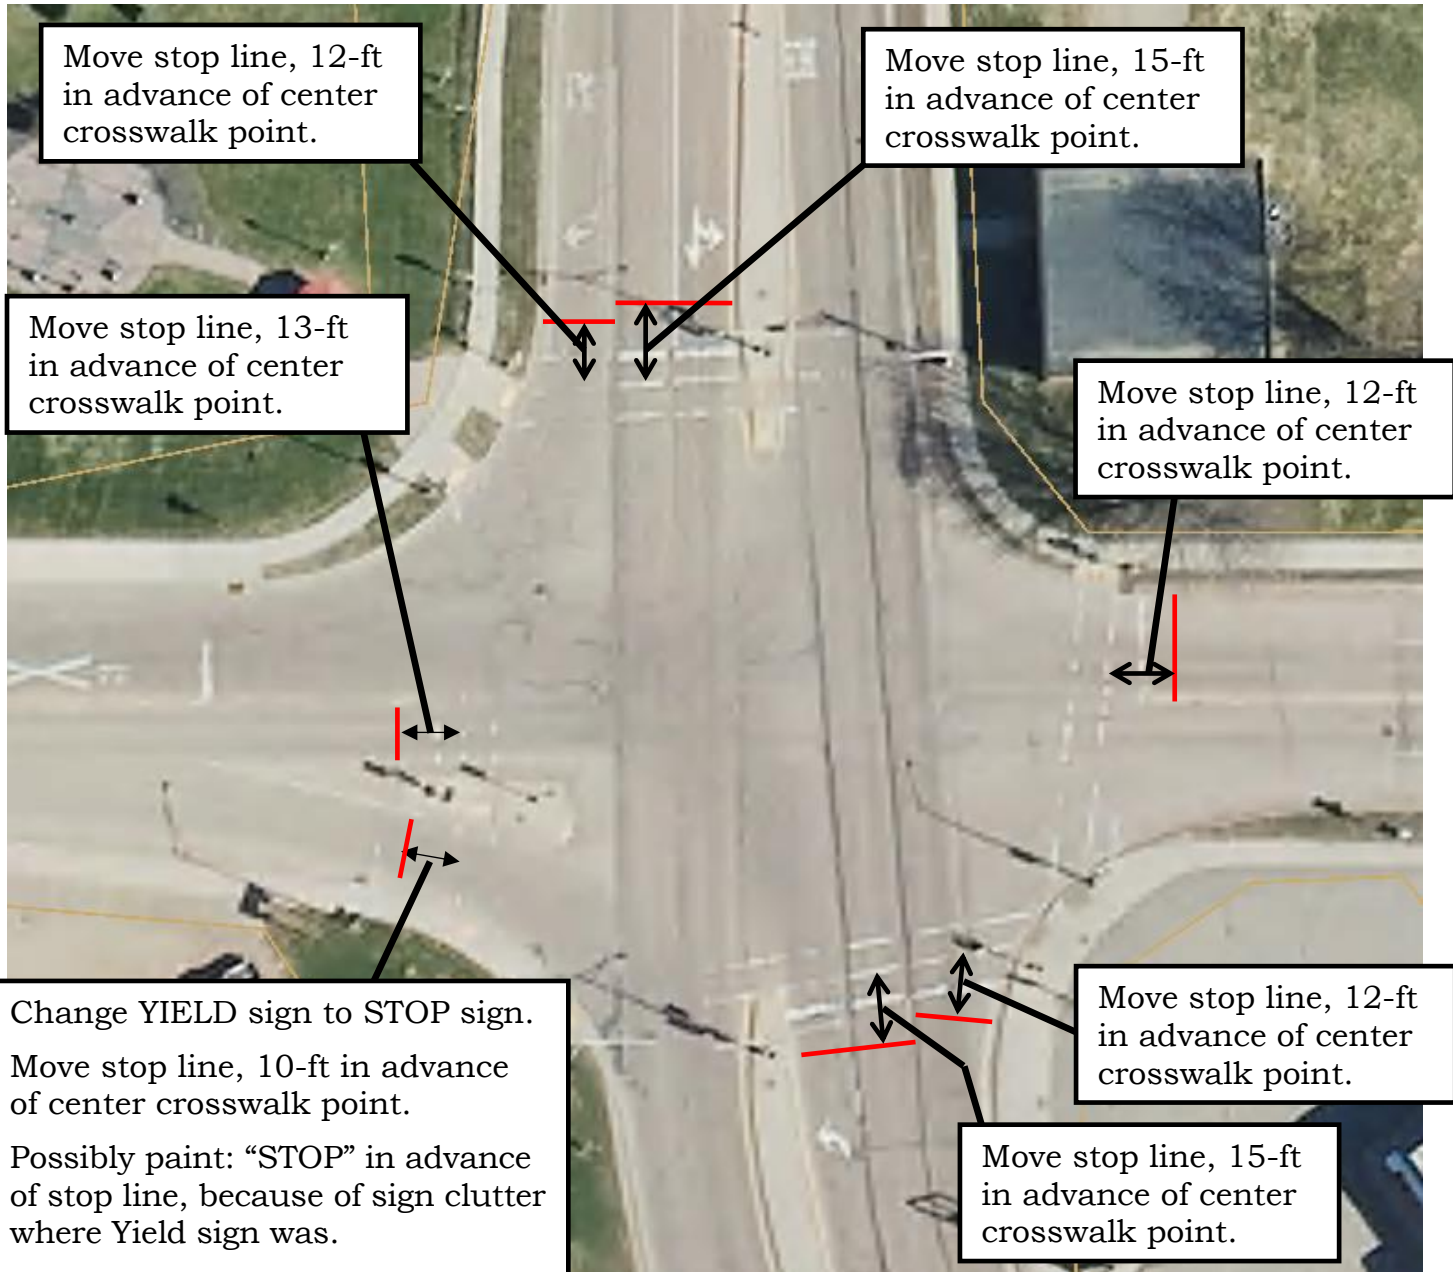 Move stop line, 12-ft
in advance of center
crosswalk point.
Move stop line, 15-ft
in advance of center
crosswalk point.
Move stop line, 13-ft
in advance of center
crosswalk point.
Move stop line, 12-ft
in advance of center
crosswalk point.
Change YIELD sign to STOP sign.
Move stop line, 10-ft in advance
of center crosswalk point.
Possibly paint: “STOP” in advance
of stop line, because of sign clutter
where Yield sign was.
Move stop line, 12-ft
in advance of center
crosswalk point.
Move stop line, 15-ft
in advance of center
crosswalk point.